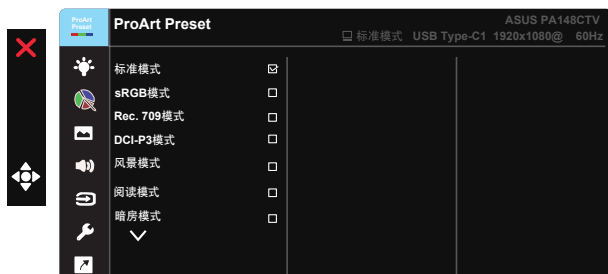 ProArt
Preset
ProArt Preset
ASUS PA148CTV
标准模式 USB Type-C1 1920x1080@ 60Hz
标准模式
sRGB模式
Rec. 709模式
DCI-P3模式
风景模式
阅读模式
暗房模式